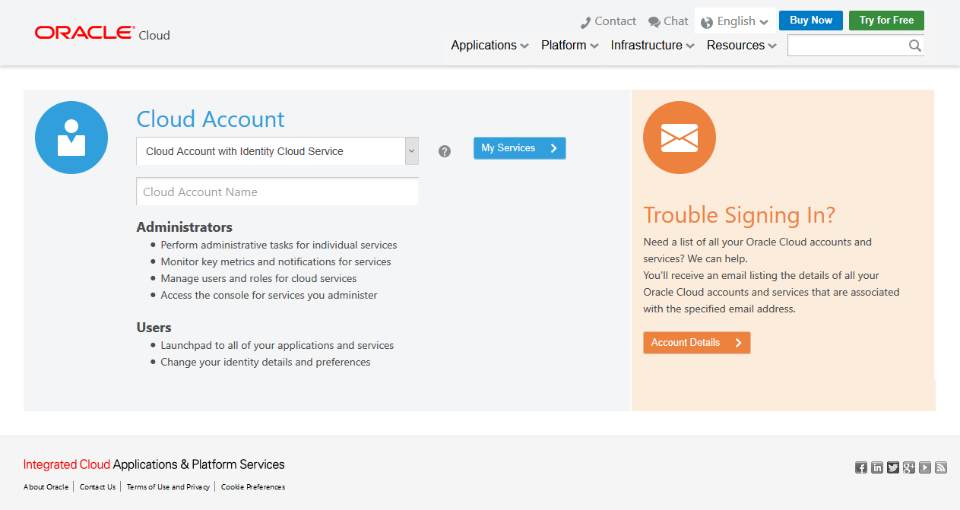 Contact Chat English Buy Now Try for Free
ORACLE® Cloud
Applications Platform Infrastructure Resources
Cloud Account
Cloud Account with Identity Cloud Service
?
My Services
Cloud Account Name
Administrators
• Perform administrative tasks for individual services
• Monitor key metrics and notifications for services
• Manage users and roles for cloud services
• Access the console for services you administer
Users
• Launchpad to all of your applications and services
• Change your identity details and preferences
Trouble Signing In?
Need a list of all your Oracle Cloud accounts and
services? We can help.
You'll receive an email listing the details of all your
Oracle Cloud accounts and services that are associated
with the specified email address.
Account Details
Integrated Cloud Applications & Platform Services
About Oracle | Contact Us | Terms of Use and Privacy | Cookie Preferences